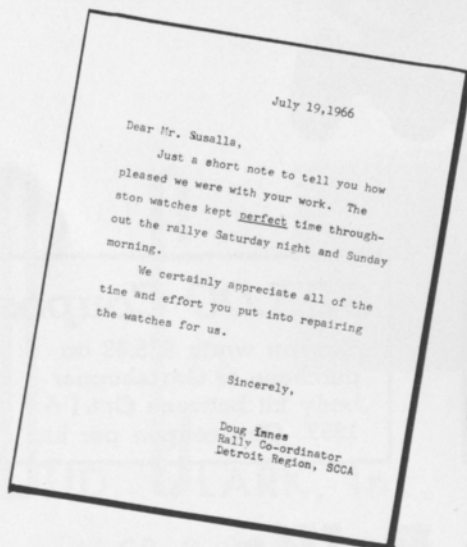 July 19,1966
Dear Mr. Susalla,
Just a short note to tell you how
pleased we were with your work. The
ston watches kept perfect time through-
out the rallye Saturday night and Sunday
morning.
We certainly appreciate all of the
time and effort you put into repairing
the watches for us.
Sincerely,
Doug Innes
Rally Co-ordinator
Detroit Region, SCCA